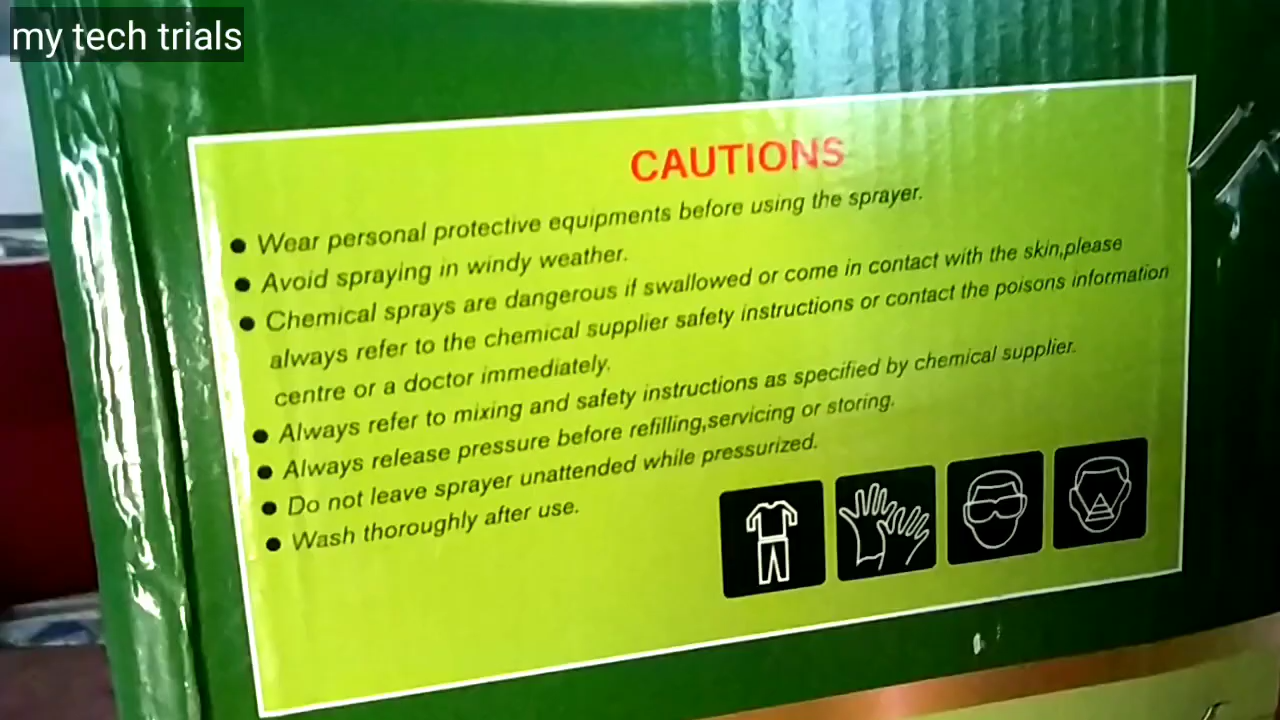 my tech trials
CAUTIONS
● Wear personal protective equipments before using the sprayer.
● Avoid spraying in windy weather.
● Chemical sprays are dangerous if swallowed or come in contact with the skin,please
always refer to the chemical supplier safety instructions or contact the poisons information
centre or a doctor immediately.
● Always refer to mixing and safety instructions as specified by chemical supplier.
● Always release pressure before refilling,servicing or storing.
● Do not leave sprayer unattended while pressurized.
● Wash thoroughly after use.